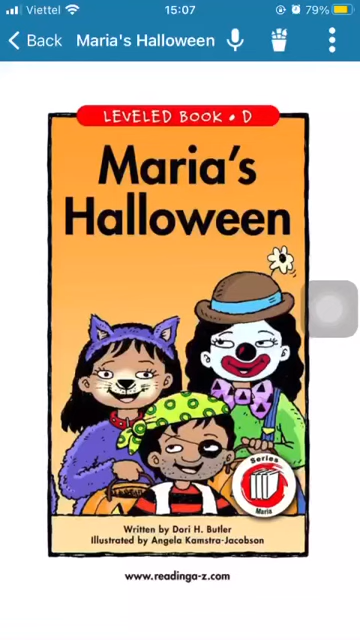 Viettel 15:07 79%
Back Maria's Halloween
LEVELED BOOK • D
Maria's
Halloween
Series
Maria
Written by Dori H. Butler
Illustrated by Angela Kamstra-Jacobson
www.readinga-z.com